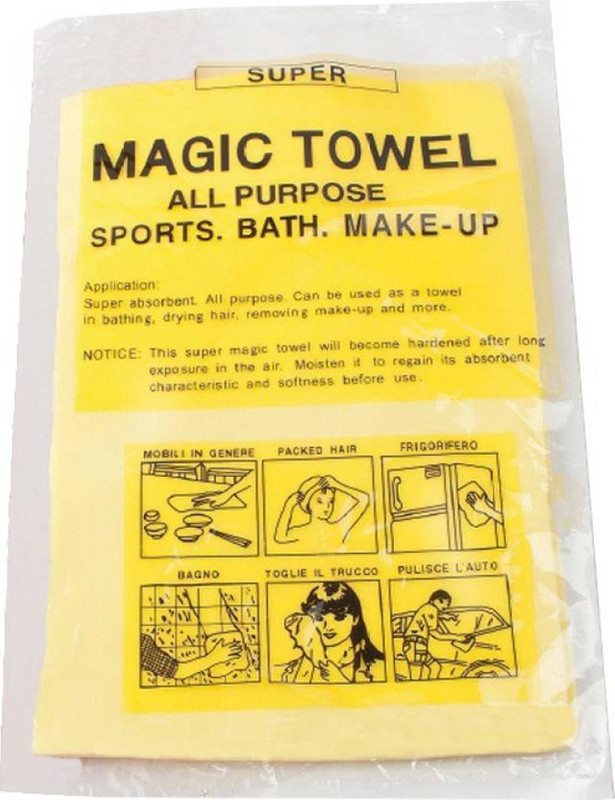 SUPER
MAGIC TOWEL
ALL PURPOSE
SPORTS. BATH. MAKE-UP
Application:
Super absorbent. All purpose. Can be used as a towel
in bathing, drying hair, removing make-up and more.
NOTICE: This super magic towel will become hardened after long
exposure in the air. Moisten it to regain its absorbent
characteristic and softness before use.
MOBILI IN GENERE PACKED HAIR FRIGORIFERO
BAGNO TOGLIE IL TRUCCO PULISCE L'AUTO